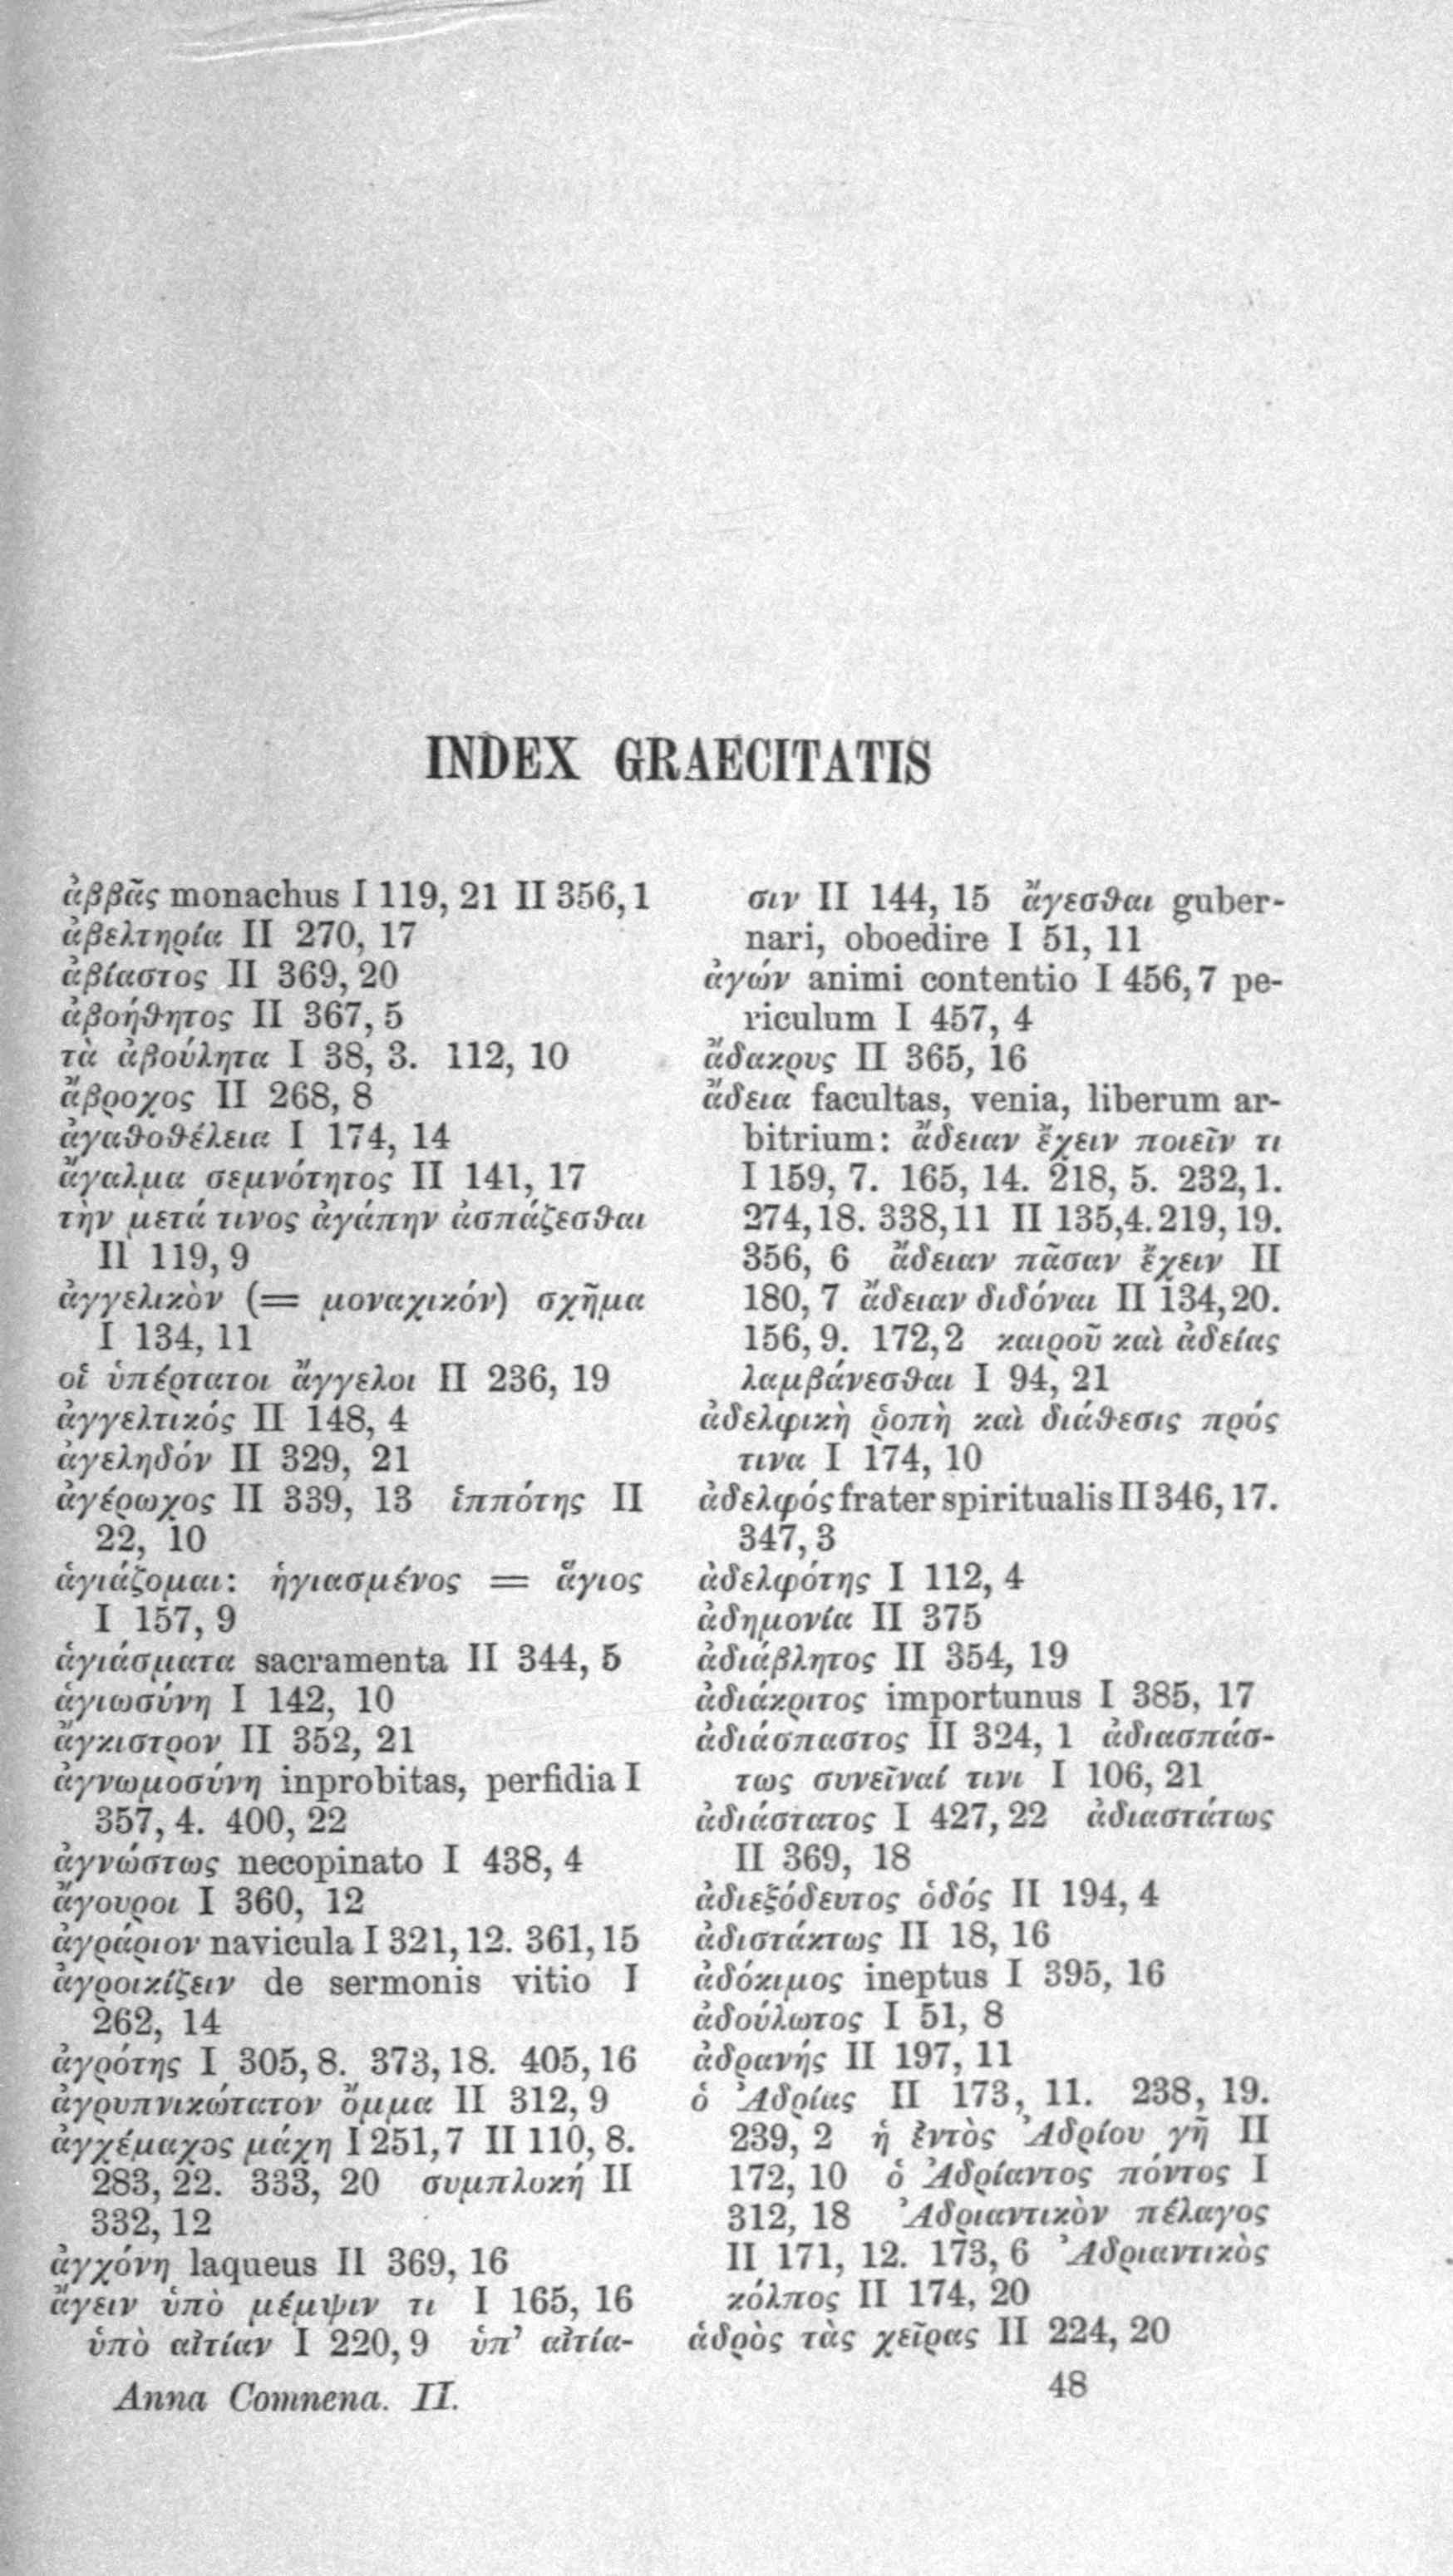 INDEX GRAECITATIS
ἀββᾶς monachus I 119, 21 II 356, 1
ἀβελτηρία II 270, 17
ἀβίαστος II 369, 20
ἀβοήθητος II 367, 5
τὰ ἀβούλητα I 38, 3. 112, 10
ἄβροχος II 268, 8
ἀγαθοθέλεια I 174, 14
ἄγαλμα σεμνότητος II 141, 17
τὴν μετά τινος ἀγάπην ἀσπάζεσθαι
II 119, 9
ἀγγελικὸν (= μοναχικόν) σχῆμα
I 134, 11
οἱ ὑπέρτατοι ἄγγελοι II 236, 19
ἀγγελτικός II 148, 4
ἀγεληδόν II 329, 21
ἀγέρωχος II 339, 13 ἱππότης II
22, 10
ἁγιάζομαι: ἡγιασμένος = ἅγιος
I 157, 9
ἁγιάσματα sacramenta II 344, 5
ἁγιωσύνη I 142, 10
ἄγκιστρον II 352, 21
ἀγνωμοσύνη inprobitas, perfidia I
357, 4. 400, 22
ἀγνώστως necopinato I 438, 4
ἄγουροι I 360, 12
ἀγράριον navicula I 321, 12. 361, 15
ἀγροικίζειν de sermonis vitio I
262, 14
ἀγρότης I 305, 8. 373, 18. 405, 16
ἀγρυπνικώτατον ὄμμα II 312, 9
ἀγχέμαχος μάχη I 251, 7 II 110, 8.
283, 22. 333, 20 συμπλοκή II
332, 12
ἀγχόνη laqueus II 369, 16
ἄγειν ὑπὸ μέμψιν τι I 165, 16
ὑπὸ αἰτίαν I 220, 9 ὑπ’ αἰτία-
σιν II 144, 15 ἄγεσθαι guber-
nari, oboedire I 51, 11
ἀγών animi contentio I 456, 7 pe-
riculum I 457, 4
ἄδακρυς II 365, 16
ἄδεια facultas, venia, liberum ar-
bitrium: ἄδειαν ἔχειν ποιεῖν τι
I 159, 7. 165, 14. 218, 5. 232, 1.
274, 18. 338, 11 II 135, 4. 219, 19.
356, 6 ἄδειαν πᾶσαν ἔχειν II
180, 7 ἄδειαν διδόναι II 134, 20.
156, 9. 172, 2 καιροῦ καὶ ἀδείας
λαμβάνεσθαι I 94, 21
ἀδελφικὴ ῥοπὴ καὶ διάθεσις πρός
τινα I 174, 10
ἀδελφός frater spiritualis II 346, 17.
347, 3
ἀδελφότης I 112, 4
ἀδημονία II 375
ἀδιάβλητος II 354, 19
ἀδιάκριτος importunus I 385, 17
ἀδιάσπαστος II 324, 1 ἀδιασπάσ-
τως συνεῖναί τινι I 106, 21
ἀδιάστατος I 427, 22 ἀδιαστάτως
II 369, 18
ἀδιεξόδευτος ὁδός II 194, 4
ἀδιστάκτως II 18, 16
ἀδόκιμος ineptus I 395, 16
ἀδούλωτος I 51, 8
ἀδρανής II 197, 11
ὁ Ἀδρίας II 173, 11. 238, 19.
239, 2 ἡ ἐντὸς Ἀδρίου γῆ II
172, 10 ὁ Ἀδρίαντος πόντος I
312, 18 Ἀδριαντικὸν πέλαγος
II 171, 12. 173, 6 Ἀδριαντικὸς
κόλπος II 174, 20
ἁδρὸς τὰς χεῖρας II 224, 20
Anna Comnena. II.
48